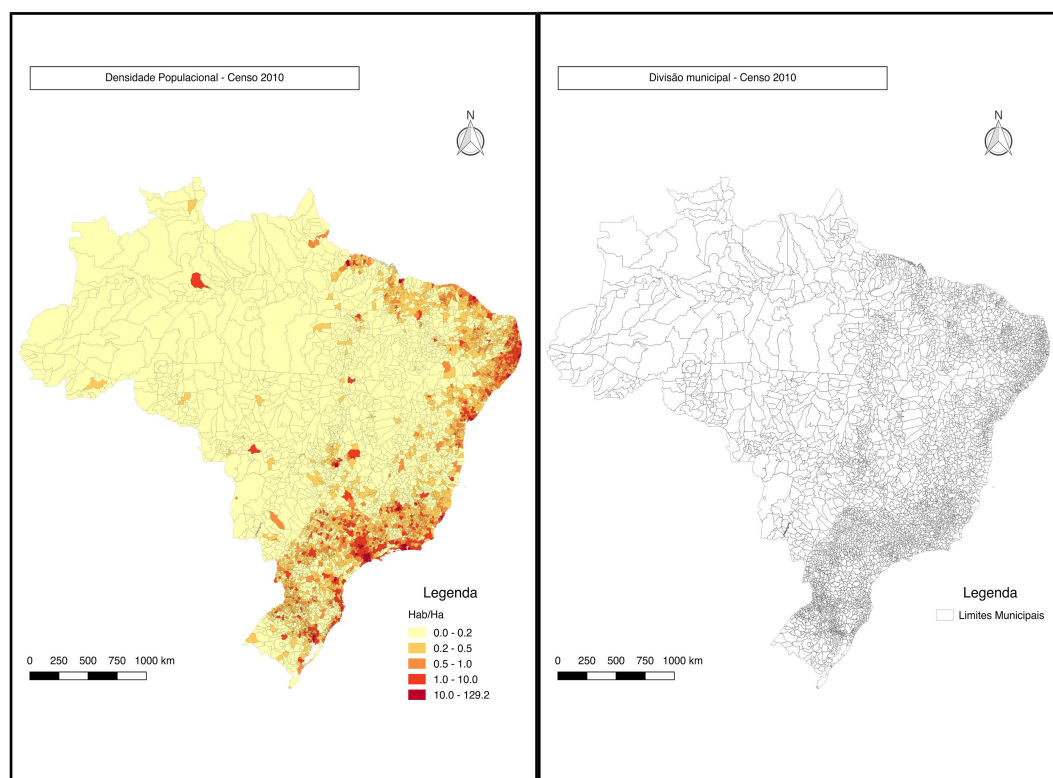 Densidade Populacional - Censo 2010
N
Legenda
Hab/Ha
0.0 - 0.2
0.2 - 0.5
0.5 - 1.0
1.0 - 10.0
10.0 - 129.2
0 250 500 750 1000 km
Divisão municipal - Censo 2010
N
Legenda
Limites Municipais
0 250 500 750 1000 km